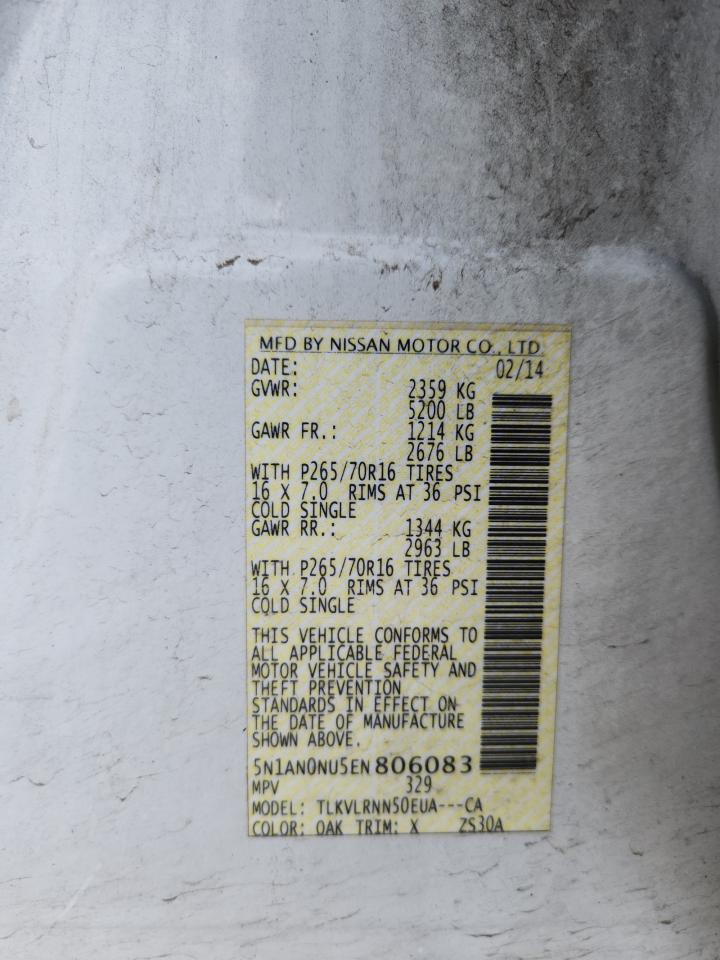 MFD BY NISSAN MOTOR CO., LTD.
DATE: 02/14
GVWR: 2359 KG
5200 LB
GAWR FR.: 1214 KG
2676 LB
WITH P265/70R16 TIRES
16 X 7.0 RIMS AT 36 PSI
COLD SINGLE
GAWR RR.: 1344 KG
2963 LB
WITH P265/70R16 TIRES
16 X 7.0 RIMS AT 36 PSI
COLD SINGLE
THIS VEHICLE CONFORMS TO
ALL APPLICABLE FEDERAL
MOTOR VEHICLE SAFETY AND
THEFT PREVENTION
STANDARDS IN EFFECT ON
THE DATE OF MANUFACTURE
SHOWN ABOVE.
5N1AN0NU5EN806083
MPV 329
MODEL: TLKVLRNN50EUA---CA
COLOR: QAK TRIM: X ZS30A